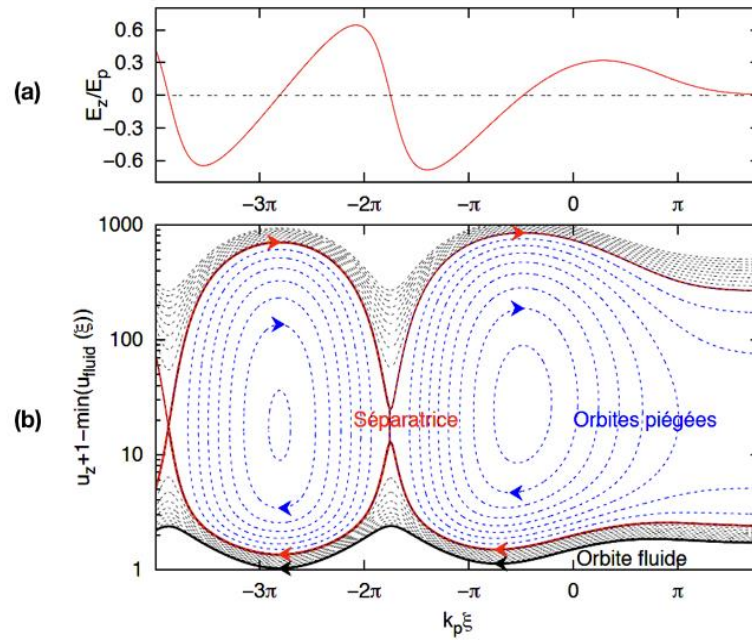 (a)
E_z/E_p
0.6
0.3
0
−0.3
−0.6
−3π −2π −π 0 π
(b)
u_z+1−min(u_fluid(ξ))
1000
100
10
1
Séparatrice
Orbites piégées
Orbite fluide
−3π −2π −π 0 π
k_pξ